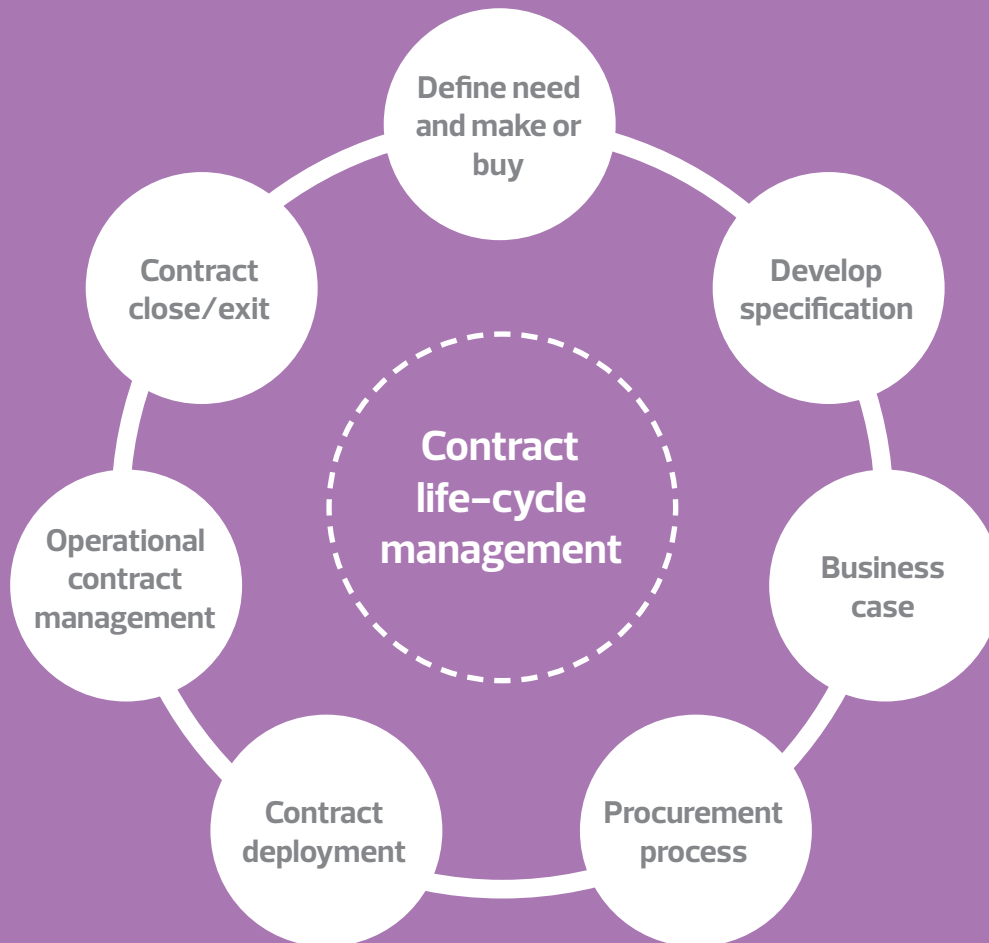 Define need
and make or
buy
Develop
specification
Business
case
Procurement
process
Contract
deployment
Operational
contract
management
Contract
close/exit
Contract
life-cycle
management